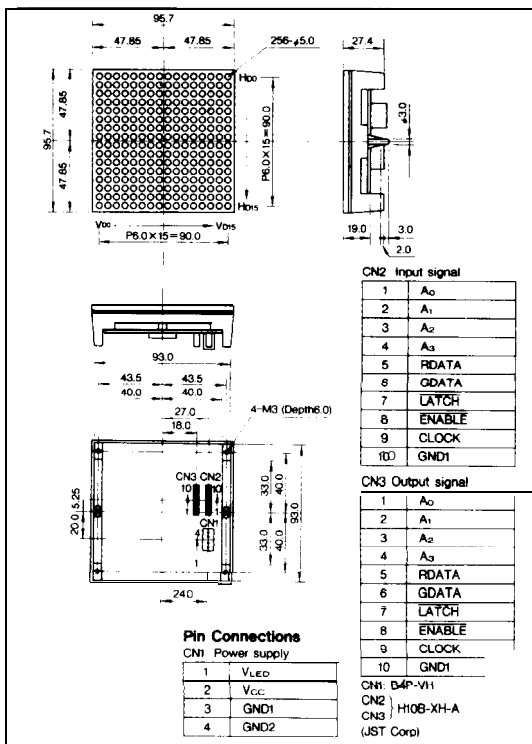 95.7
47.85 47.85
256-φ5.0
27.4
HD0
95.7
47.85
47.85
P6.0×15=90.0
HD15
φ3.0
VD0 VD15
P6.0×15=90.0
19.0
3.0
2.0
CN2 Input signal
1 A0
2 A1
3 A2
4 A3
5 RDATA
6 GDATA
7 LATCH
8 ENABLE
9 CLOCK
10 GND1
93.0
43.5 43.5
40.0 40.0
27.0
18.0
4-M3 (Depth6.0)
CN3 CN2
10 10
1 1
CN1
4
1
20.0 5.25
33.0 40.0
33.0 40.0
93.0
24.0
CN3 Output signal
1 A0
2 A1
3 A2
4 A3
5 RDATA
6 GDATA
7 LATCH
8 ENABLE
9 CLOCK
10 GND1
CN1: B4P-VH
CN2
CN3 } H10B-XH-A
(JST Corp)
Pin Connections
CN1 Power supply
1 VLED
2 VCC
3 GND1
4 GND2